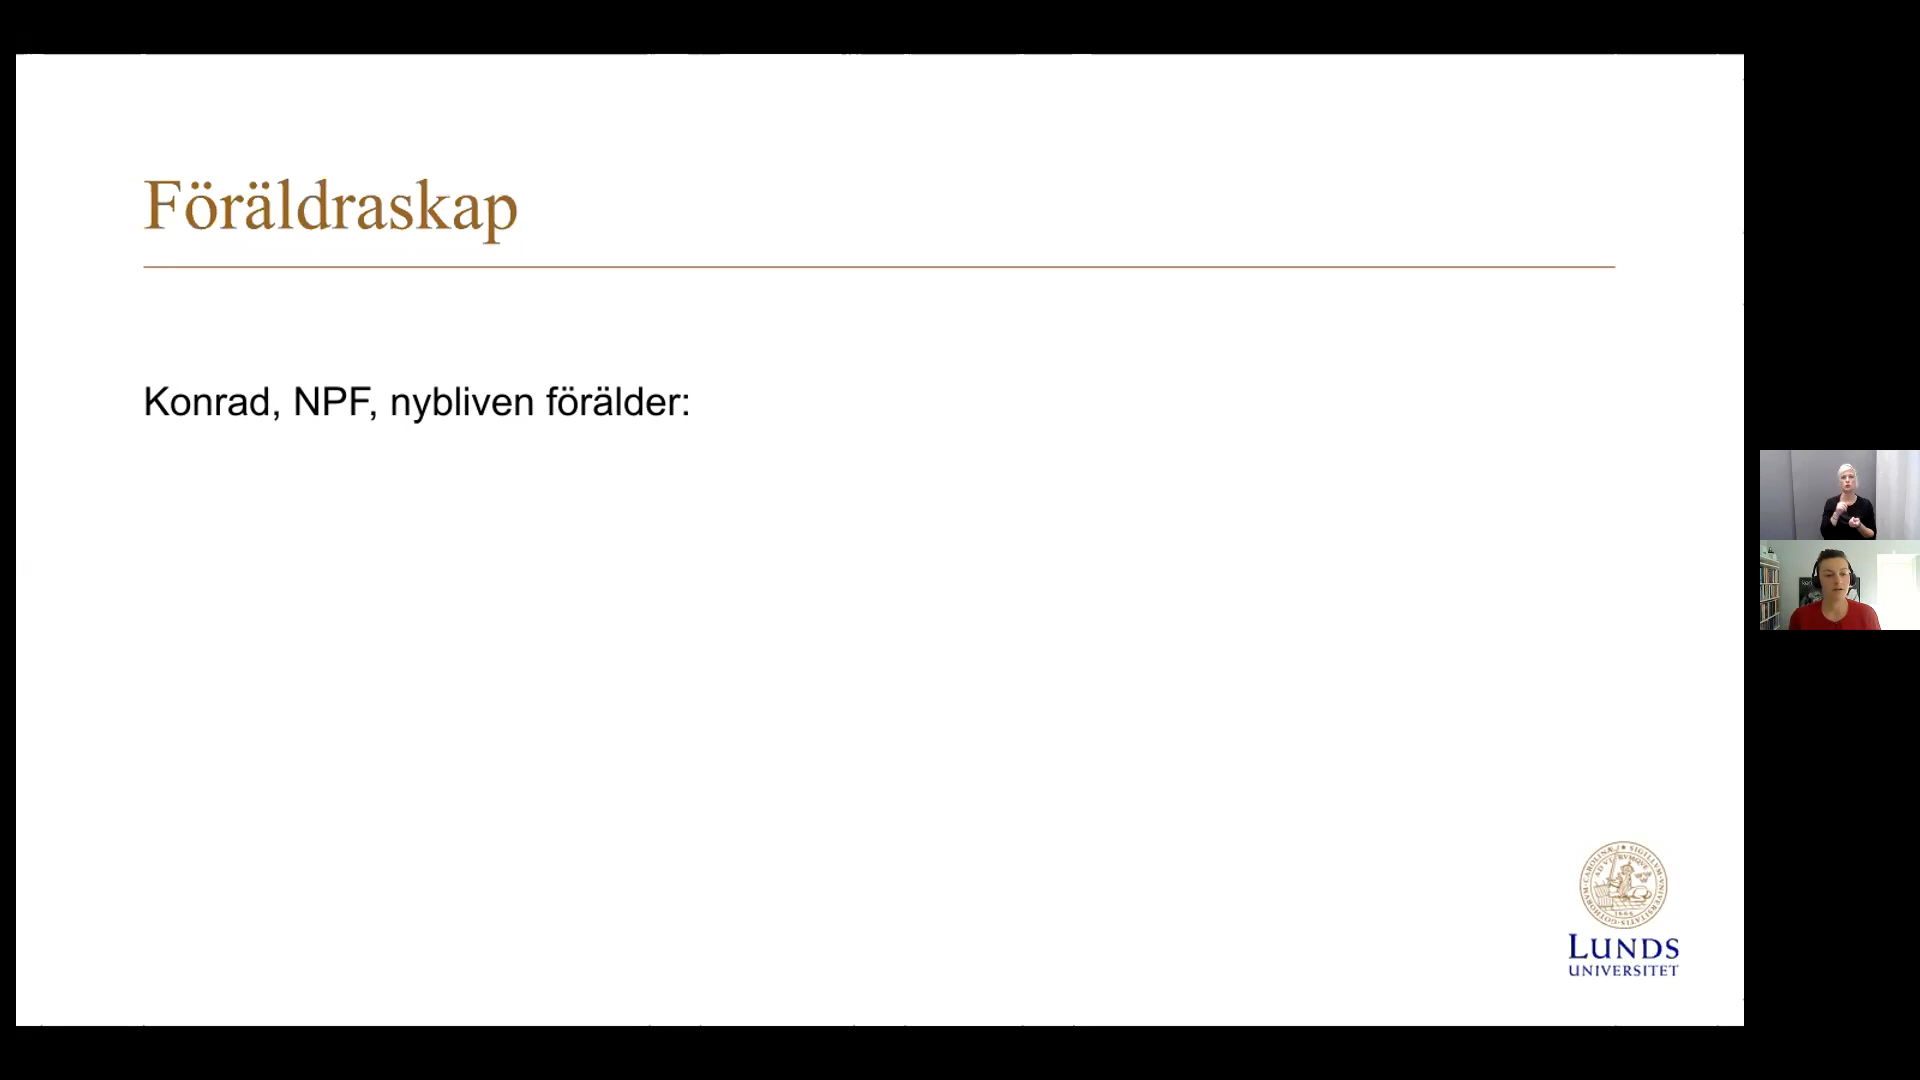 Föräldraskap
Konrad, NPF, nybliven förälder:
LUNDS
UNIVERSITET